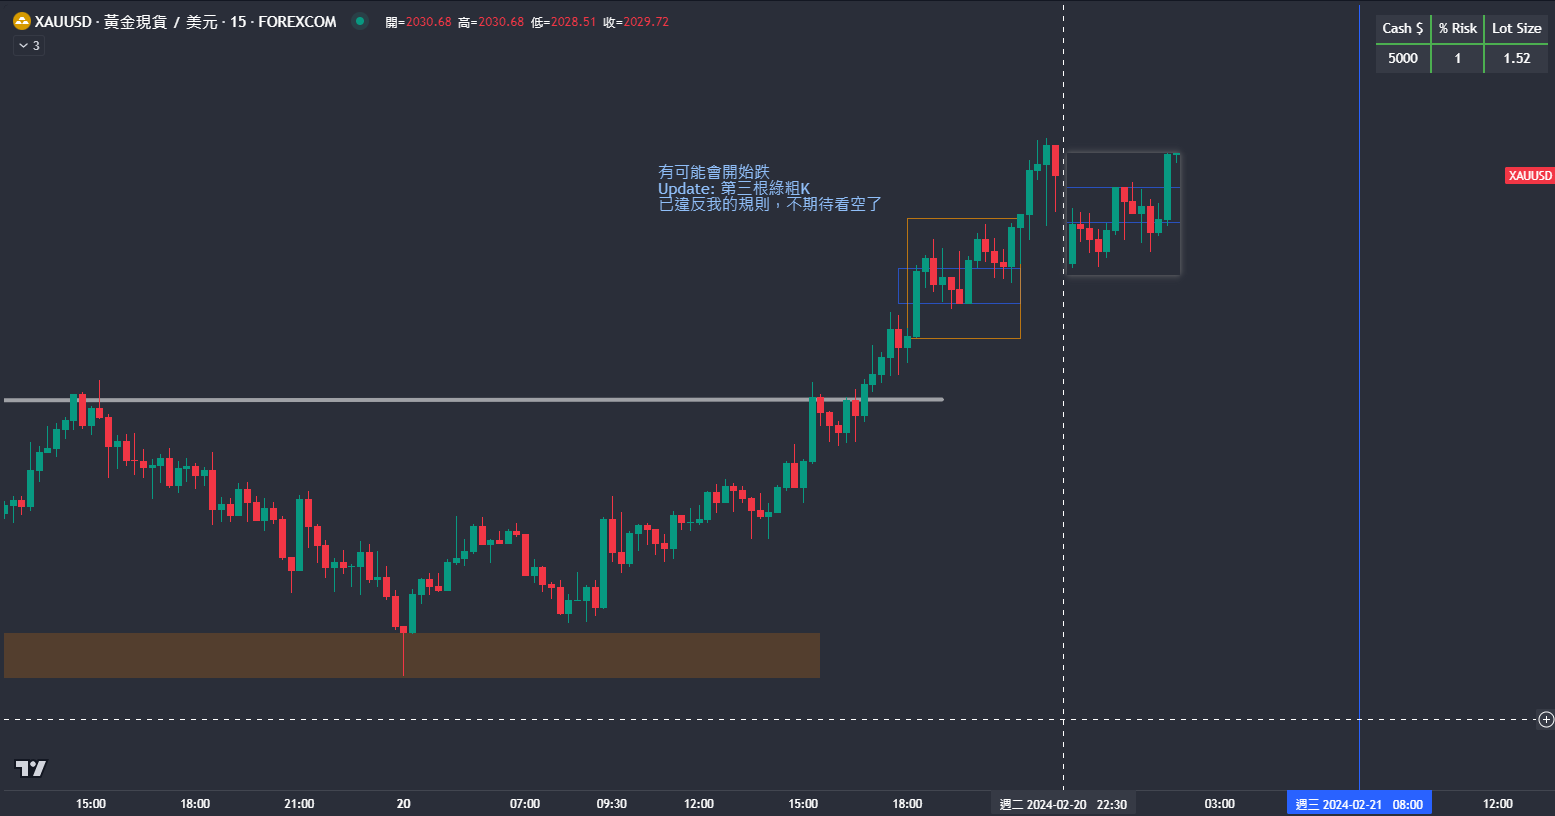 XAUUSD · 黃金現貨 / 美元 · 15 · FOREXCOM 開=2030.68 高=2030.68 低=2028.51 收=2029.72
3
Cash $ % Risk Lot Size
5000 1 1.52
有可能會開始跌
Update: 第三根綠粗K
已違反我的規則，不期待看空了
XAUUSD
15:00 18:00 21:00 20 07:00 09:30 12:00 15:00 18:00 週二 2024-02-20 22:30 03:00 週三 2024-02-21 08:00 12:00